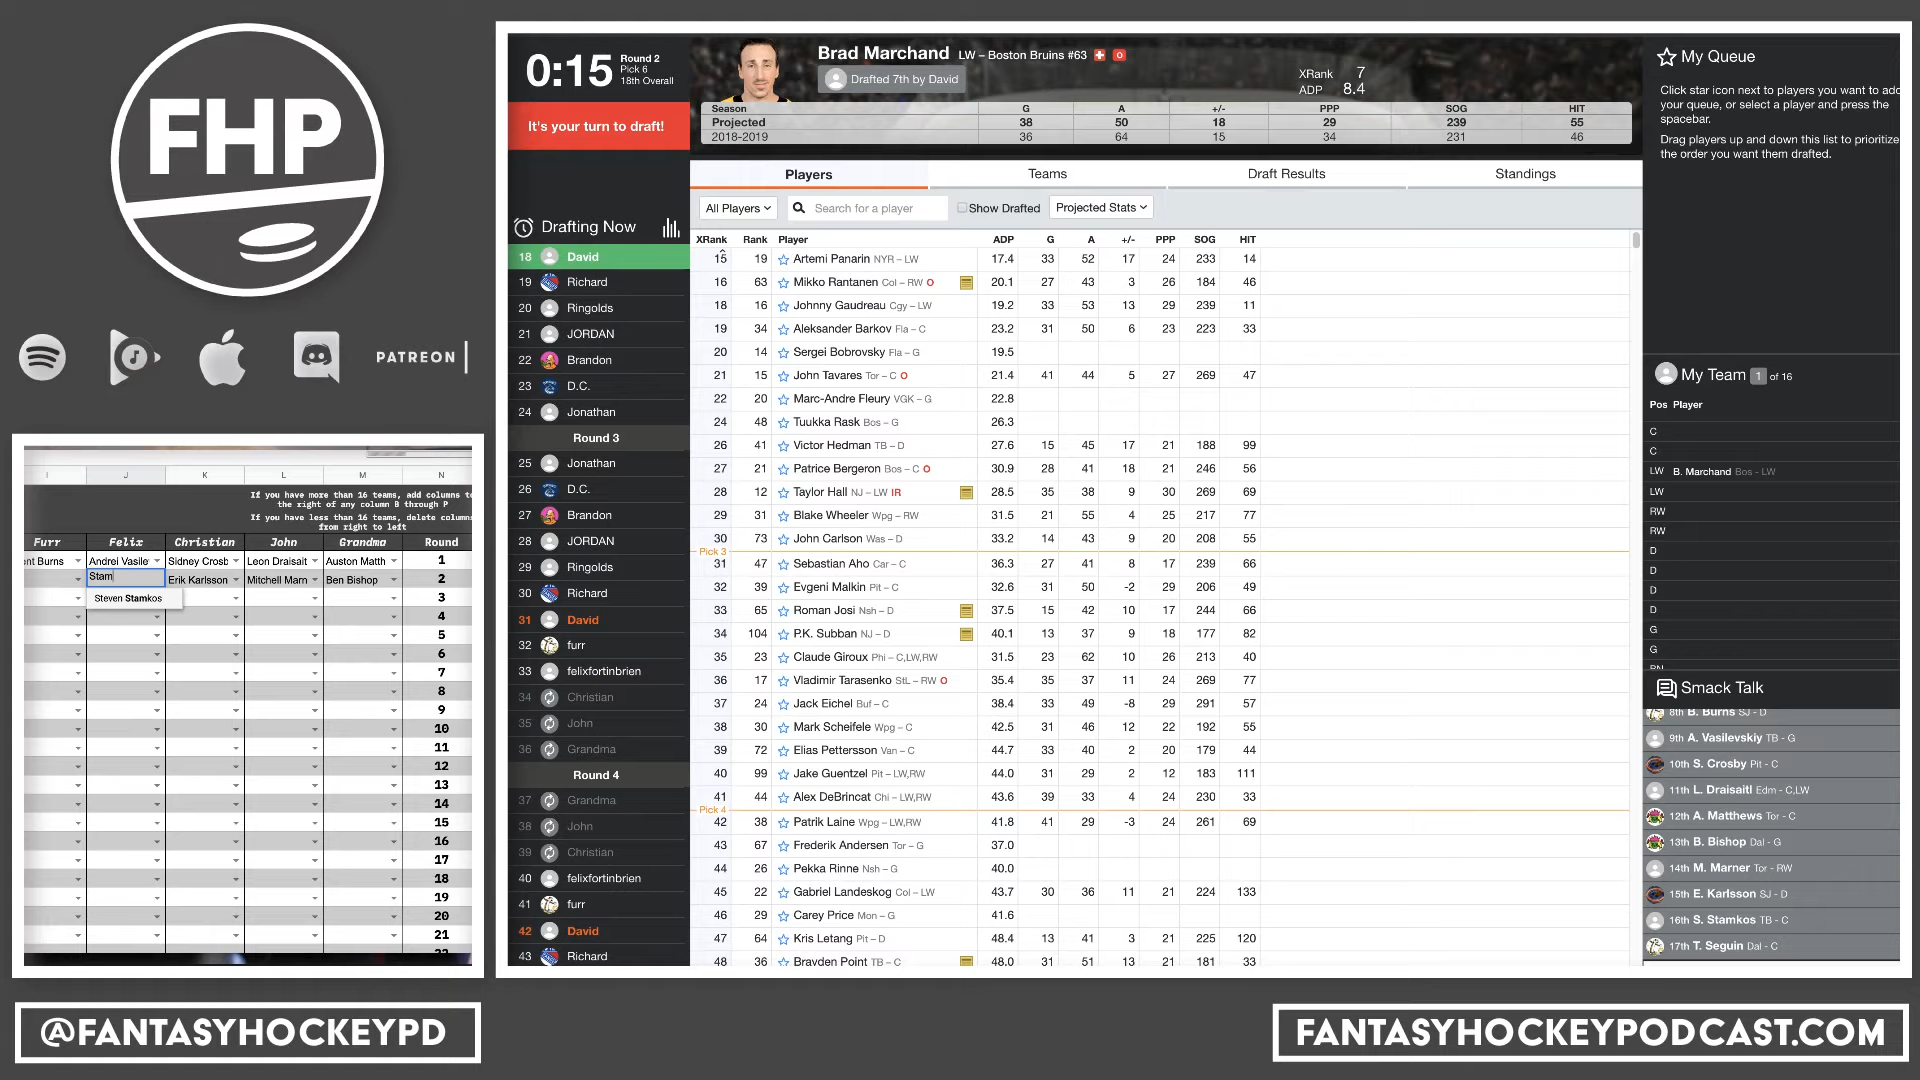 FHP
PATREON
I J K L M N
If you have more than 16 teams, add columns to
the right of any column B through P
If you have less than 16 teams, delete columns
from right to left
Furr Felix Christian John Grandma Round
nt Burns Andrei Vasile Sidney Crosb Leon Draisait Auston Matth 1
Stam Erik Karlsson Mitchell Marn Ben Bishop 2
Steven Stamkos 3
4
5
6
7
8
9
10
11
12
13
14
15
16
17
18
19
20
21
@FANTASYHOCKEYPD
0:15
Round 2
Pick 6
18th Overall
It's your turn to draft!
Drafting Now
18 David
19 Richard
20 Ringolds
21 JORDAN
22 Brandon
23 D.C.
24 Jonathan
Round 3
25 Jonathan
26 D.C.
27 Brandon
28 JORDAN
29 Ringolds
30 Richard
31 David
32 furr
33 felixfortinbrien
34 Christian
35 John
36 Grandma
Round 4
37 Grandma
38 John
39 Christian
40 felixfortinbrien
41 furr
42 David
43 Richard
Brad Marchand LW – Boston Bruins #63 O
Drafted 7th by David
XRank 7
ADP 8.4
Season G A +/- PPP SOG HIT
Projected 38 50 18 29 239 55
2018-2019 36 64 15 34 231 46
Players Teams Draft Results Standings
All Players Search for a player Show Drafted Projected Stats
XRank Rank Player ADP G A +/- PPP SOG HIT
15 19 Artemi Panarin NYR – LW 17.4 33 52 17 24 233 14
16 63 Mikko Rantanen Col – RW O 20.1 27 43 3 26 184 46
18 16 Johnny Gaudreau Cgy – LW 19.2 33 53 13 29 239 11
19 34 Aleksander Barkov Fla – C 23.2 31 50 6 23 223 33
20 14 Sergei Bobrovsky Fla – G 19.5
21 15 John Tavares Tor – C O 21.4 41 44 5 27 269 47
22 20 Marc-Andre Fleury VGK – G 22.8
24 48 Tuukka Rask Bos – G 26.3
26 41 Victor Hedman TB – D 27.6 15 45 17 21 188 99
27 21 Patrice Bergeron Bos – C O 30.9 28 41 18 21 246 56
28 12 Taylor Hall NJ – LW IR 28.5 35 38 9 30 269 69
29 31 Blake Wheeler Wpg – RW 31.5 21 55 4 25 217 77
30 73 John Carlson Was – D 33.2 14 43 9 20 208 55
Pick 3
31 47 Sebastian Aho Car – C 36.3 27 41 8 17 239 66
32 39 Evgeni Malkin Pit – C 32.6 31 50 -2 29 206 49
33 65 Roman Josi Nsh – D 37.5 15 42 10 17 244 66
34 104 P.K. Subban NJ – D 40.1 13 37 9 18 177 82
35 23 Claude Giroux Phi – C,LW,RW 31.5 23 62 10 26 213 40
36 17 Vladimir Tarasenko StL – RW O 35.4 35 37 11 24 269 77
37 24 Jack Eichel Buf – C 38.4 33 49 -8 29 291 57
38 30 Mark Scheifele Wpg – C 42.5 31 46 12 22 192 55
39 72 Elias Pettersson Van – C 44.7 33 40 2 20 179 44
40 99 Jake Guentzel Pit – LW,RW 44.0 31 29 2 12 183 111
41 44 Alex DeBrincat Chi – LW,RW 43.6 39 33 4 24 230 33
Pick 4
42 38 Patrik Laine Wpg – LW,RW 41.8 41 29 -3 24 261 69
43 67 Frederik Andersen Tor – G 37.0
44 26 Pekka Rinne Nsh – G 40.0
45 22 Gabriel Landeskog Col – LW 43.7 30 36 11 21 224 133
46 29 Carey Price Mon – G 41.6
47 64 Kris Letang Pit – D 48.4 13 41 3 21 225 120
48 36 Brayden Point TB – C 48.0 31 51 13 21 181 33
My Queue
Click star icon next to players you want to add
your queue, or select a player and press the
spacebar.
Drag players up and down this list to prioritize
the order you want them drafted.
My Team 1 of 16
Pos Player
C
C
LW B. Marchand Bos - LW
LW
RW
RW
D
D
D
D
G
G
BN
Smack Talk
8th B. Burns SJ - D
9th A. Vasilevskiy TB - G
10th S. Crosby Pit - C
11th L. Draisaitl Edm - C,LW
12th A. Matthews Tor - C
13th B. Bishop Dal - G
14th M. Marner Tor - RW
15th E. Karlsson SJ - D
16th S. Stamkos TB - C
17th T. Seguin Dal - C
FANTASYHOCKEYPODCAST.COM